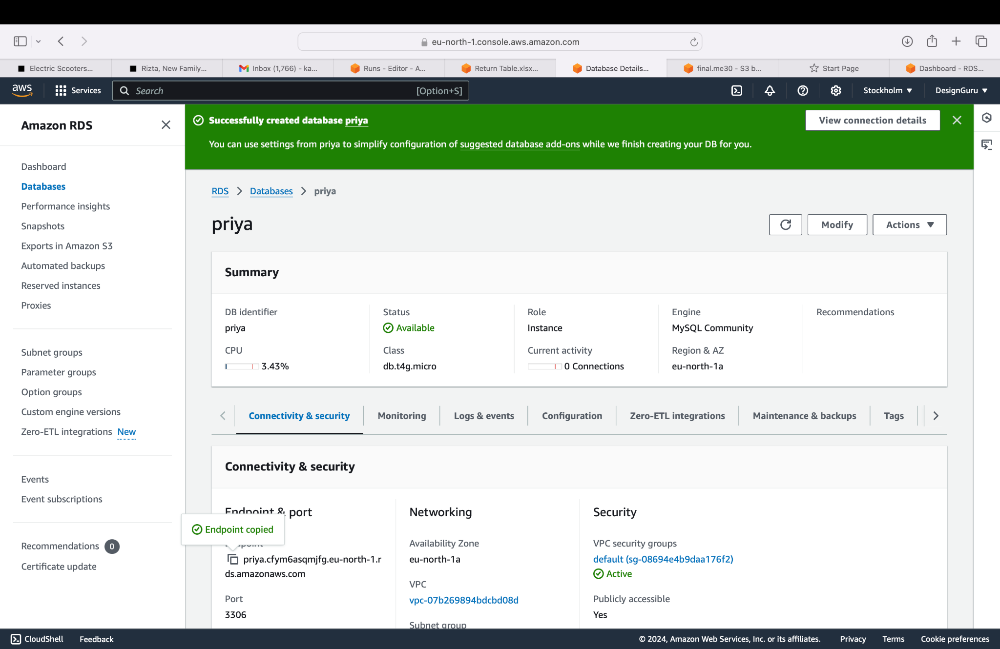 eu-north-1.console.aws.amazon.com
Electric Scooters...
Rizta, New Family...
Inbox (1,766) - ka...
Runs - Editor - A...
Return Table.xlsx...
Database Details...
final.me30 - S3 b...
Start Page
Dashboard - RDS...
aws
Services
Search
[Option+S]
Stockholm
DesignGuru
Amazon RDS
Dashboard
Databases
Performance insights
Snapshots
Exports in Amazon S3
Automated backups
Reserved instances
Proxies
Subnet groups
Parameter groups
Option groups
Custom engine versions
Zero-ETL integrations New
Events
Event subscriptions
Recommendations 0
Certificate update
Successfully created database priya
View connection details
You can use settings from priya to simplify configuration of suggested database add-ons while we finish creating your DB for you.
RDS
Databases
priya
priya
Modify
Actions
Summary
DB identifier
priya
CPU
3.43%
Status
Available
Class
db.t4g.micro
Role
Instance
Current activity
0 Connections
Engine
MySQL Community
Region & AZ
eu-north-1a
Recommendations
Connectivity & security
Monitoring
Logs & events
Configuration
Zero-ETL integrations
Maintenance & backups
Tags
Connectivity & security
Endpoint & port
Endpoint copied
Endpoint
priya.cfym6asqmjfg.eu-north-1.r
ds.amazonaws.com
Port
3306
Networking
Availability Zone
eu-north-1a
VPC
vpc-07b269894bdcbd08d
Subnet group
Security
VPC security groups
default (sg-08694e4b9daa176f2)
Active
Publicly accessible
Yes
CloudShell
Feedback
© 2024, Amazon Web Services, Inc. or its affiliates.
Privacy
Terms
Cookie preferences